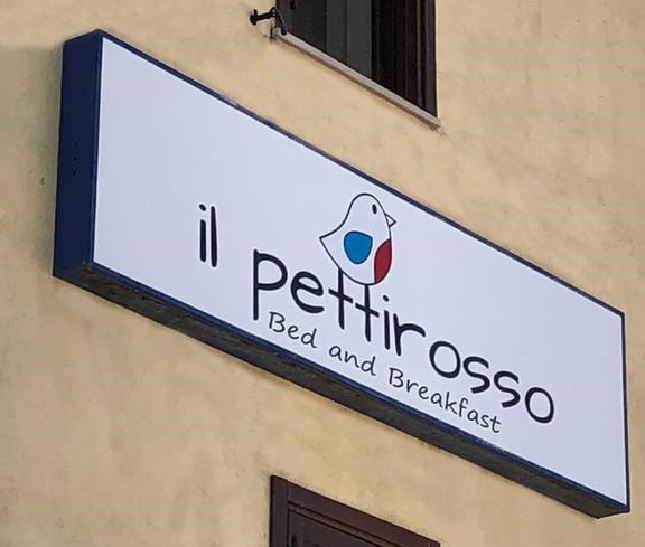 il pettirosso
Bed and Breakfast